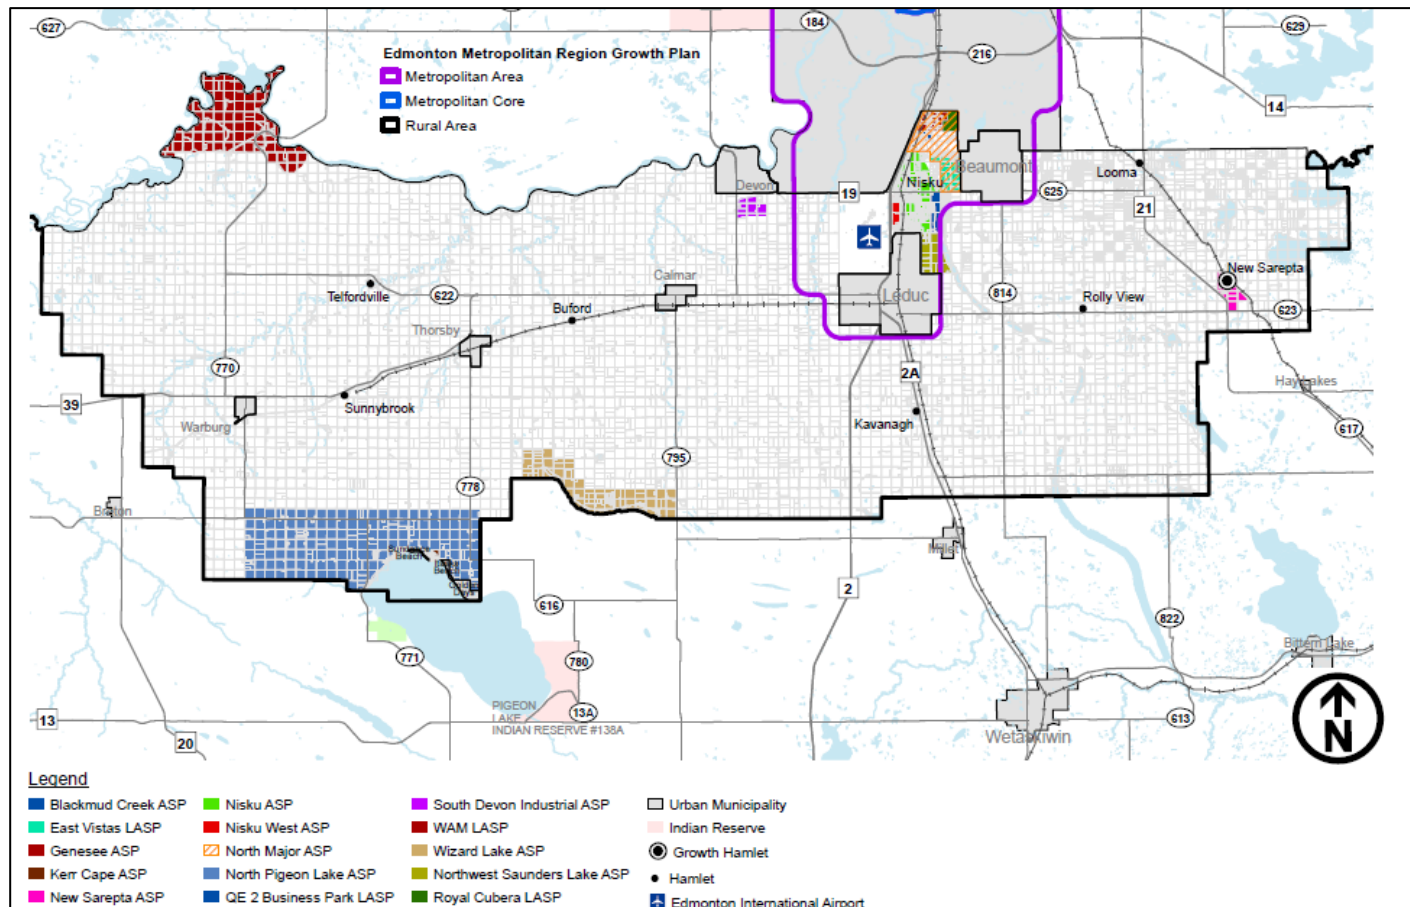 627
184
629
216
Edmonton Metropolitan Region Growth Plan
Metropolitan Area
Metropolitan Core
Rural Area
14
Beaumont
Looma
Devon
19
Nisku
625
21
New Sarepta
Calmar
Telfordville
622
Leduc
814
Rolly View
Buford
623
Thorsby
770
2A
Hay Lakes
39
Sunnybrook
Kavanagh
Warburg
617
795
778
Breton
Millet
2
616
822
771
780
Bittern Lake
PIGEON
LAKE
INDIAN RESERVE #138A
13A
13
613
20
Wetaskiwin
N
Legend
Blackmud Creek ASP
East Vistas LASP
Genesee ASP
Kerr Cape ASP
New Sarepta ASP
Nisku ASP
Nisku West ASP
North Major ASP
North Pigeon Lake ASP
QE 2 Business Park LASP
South Devon Industrial ASP
WAM LASP
Wizard Lake ASP
Northwest Saunders Lake ASP
Royal Cubera LASP
Urban Municipality
Indian Reserve
Growth Hamlet
Hamlet
Edmonton International Airport